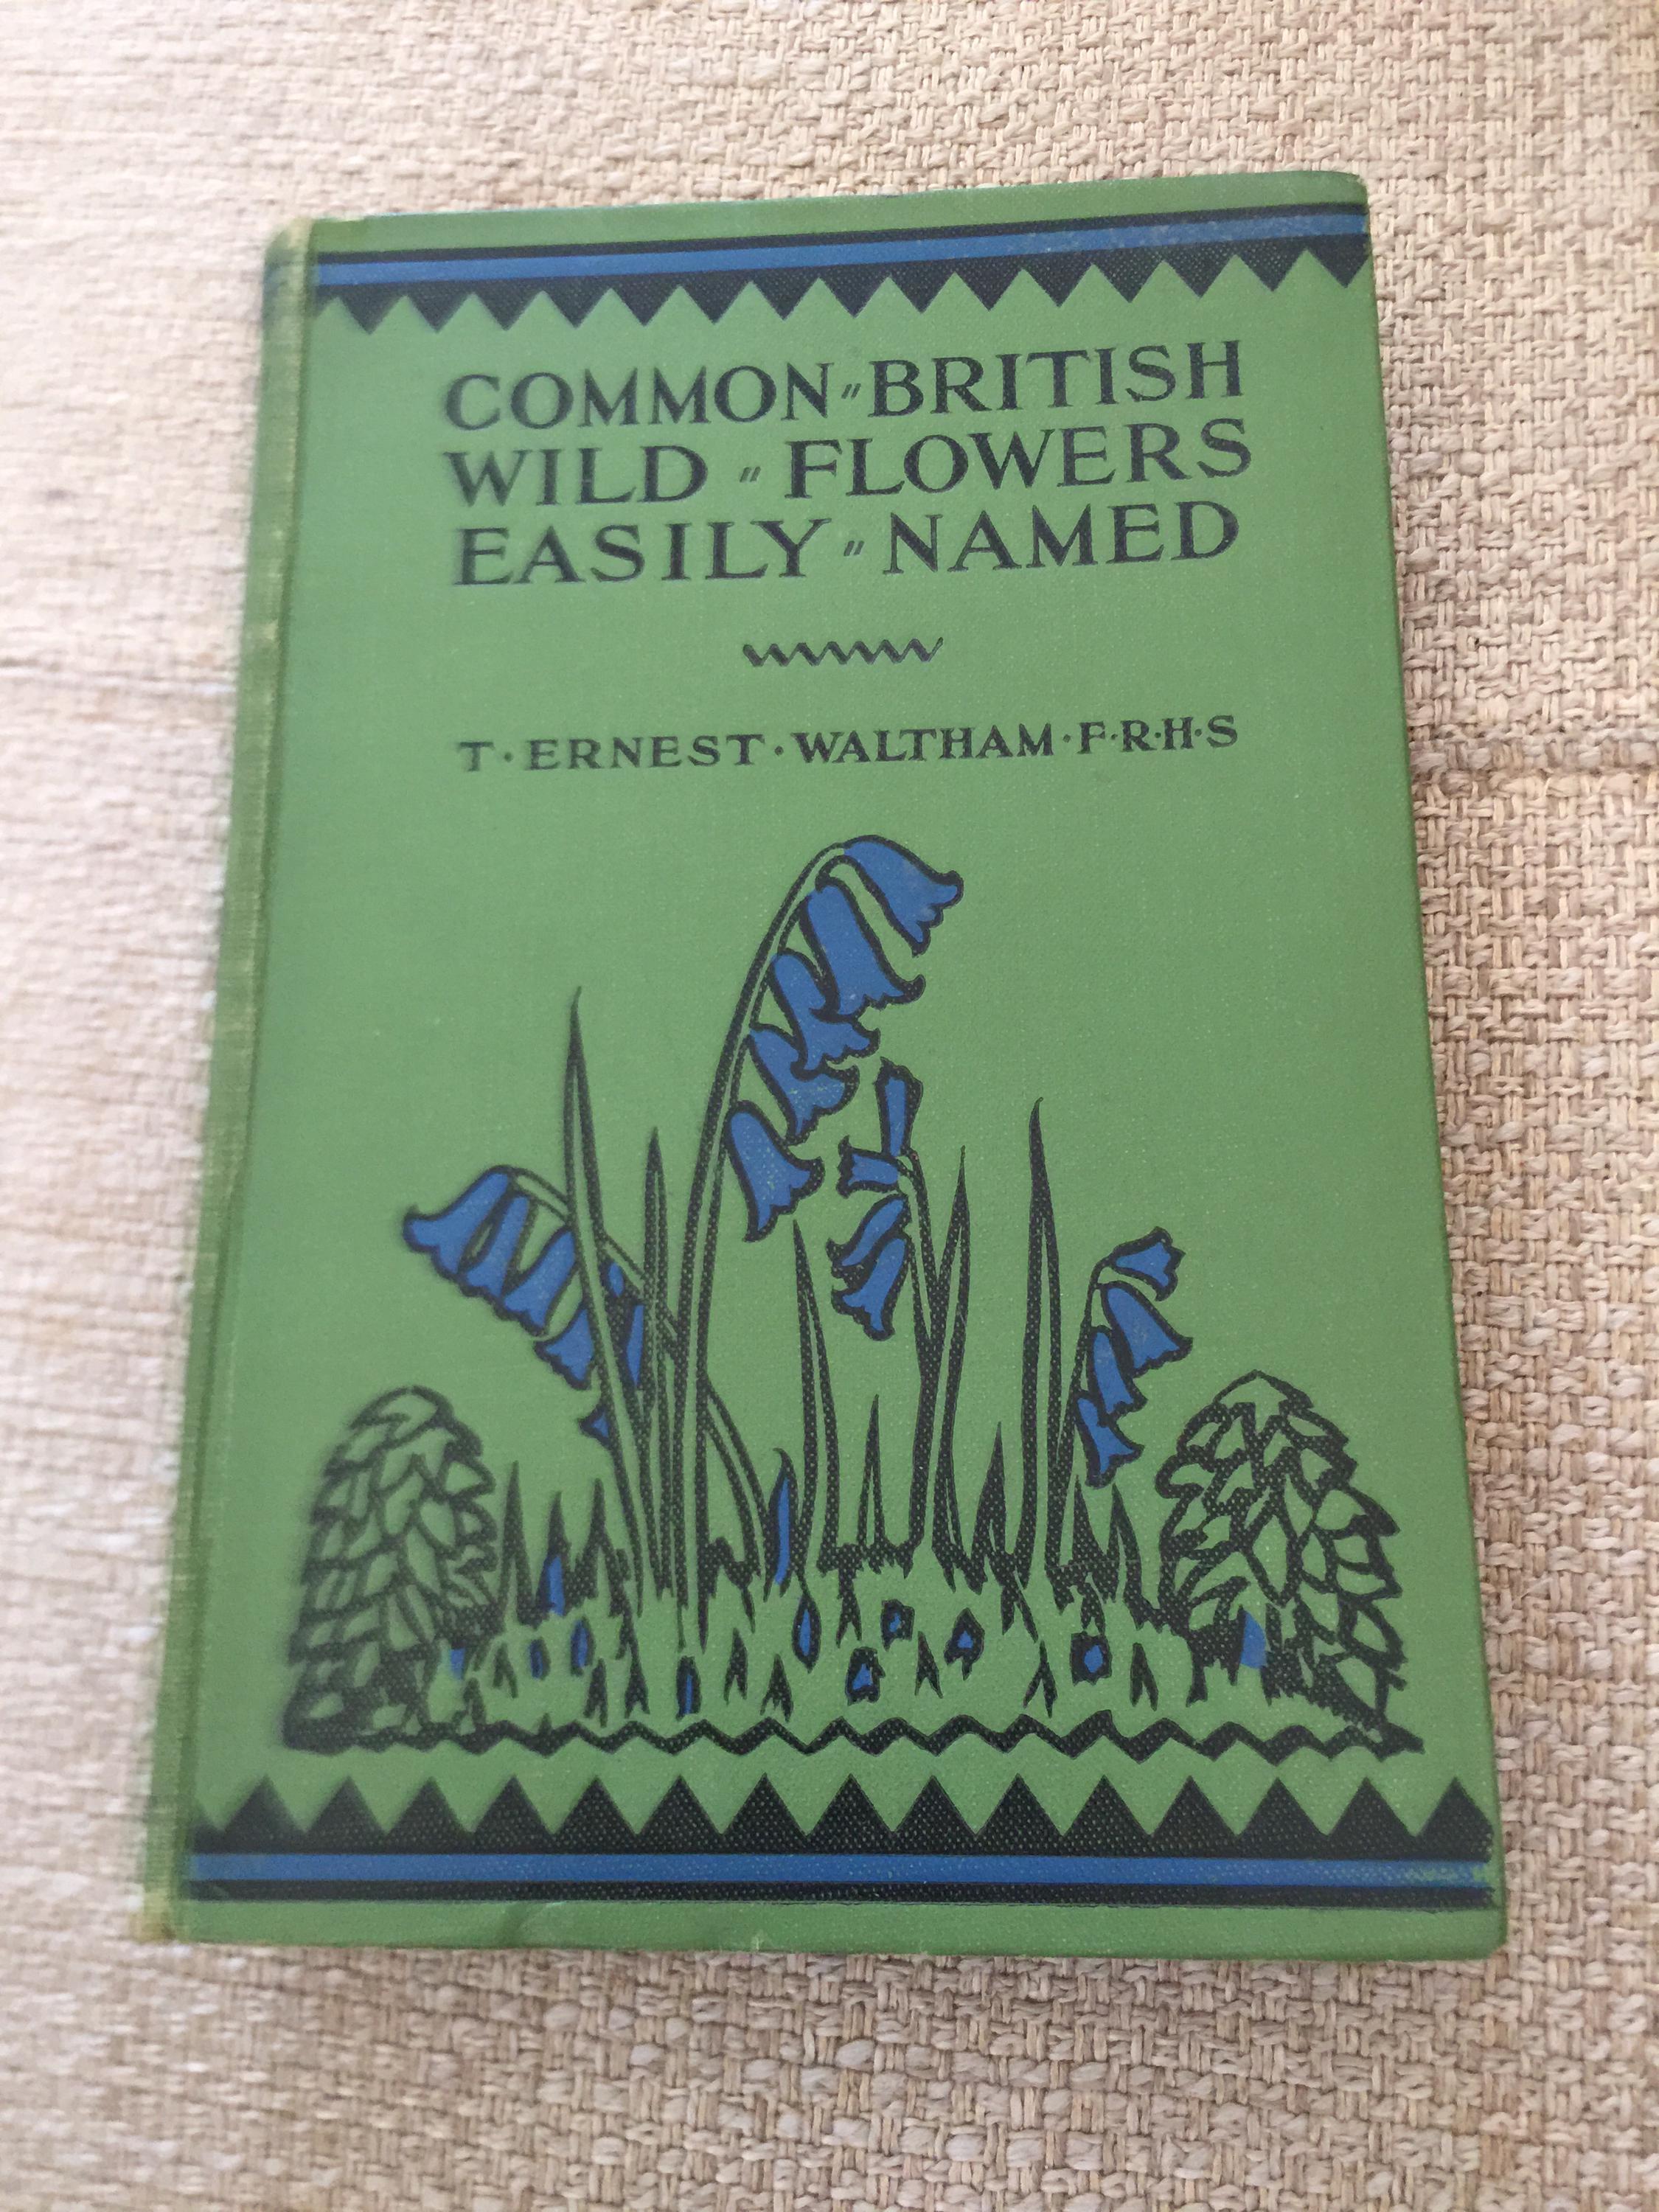 COMMON〃BRITISH
WILD〃FLOWERS
EASILY〃NAMED
T·ERNEST·WALTHAM·F·R·H·S